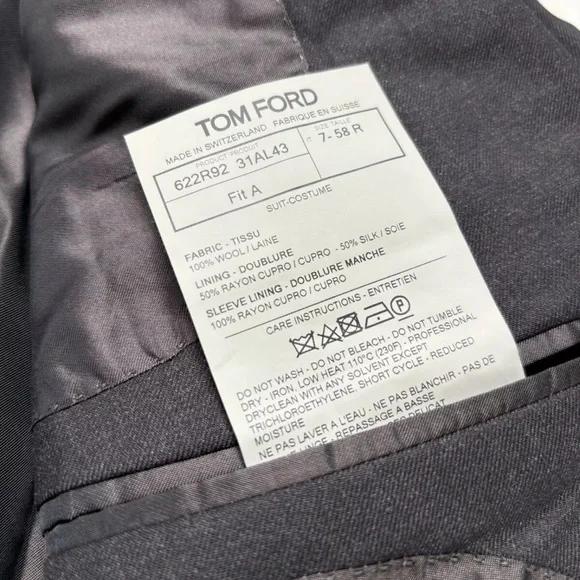 TOM FORD
MADE IN SWITZERLAND FABRIQUE EN SUISSE
PRODUCT-PRODUIT
SIZE TAILLE
622R92 31AL43
7- 58 R
Fit A
SUIT-COSTUME
FABRIC - TISSU
100% WOOL / LAINE
LINING - DOUBLURE
50% RAYON CUPRO / CUPRO - 50% SILK / SOIE
SLEEVE LINING - DOUBLURE MANCHE
100% RAYON CUPRO / CUPRO
CARE INSTRUCTIONS - ENTRETIEN
P
DO NOT WASH - DO NOT BLEACH - DO NOT TUMBLE
DRY - IRON, LOW HEAT 110°C (230F) - PROFESSIONAL
DRYCLEAN WITH ANY SOLVENT EXCEPT
TRICHLOROETHYLENE, SHORT CYCLE - REDUCED
MOISTURE
NE PAS LAVER A L'EAU - NE PAS BLANCHIR - PAS DE
REPASSAGE A BASSE
DELICAT